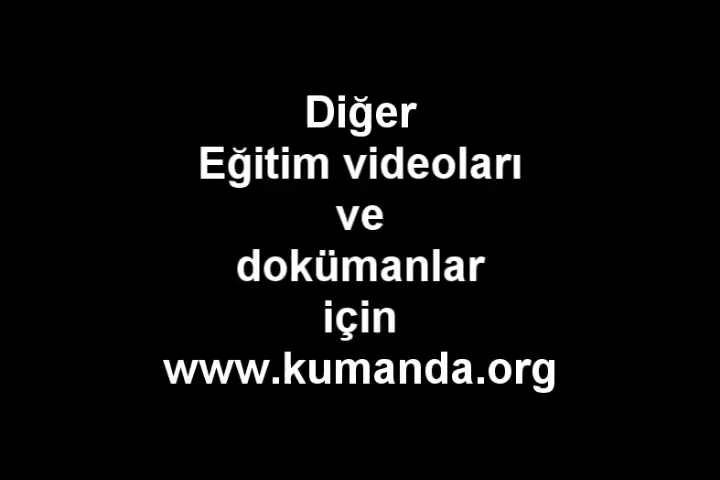 Diğer
Eğitim videoları
ve
dokümanlar
için
www.kumanda.org